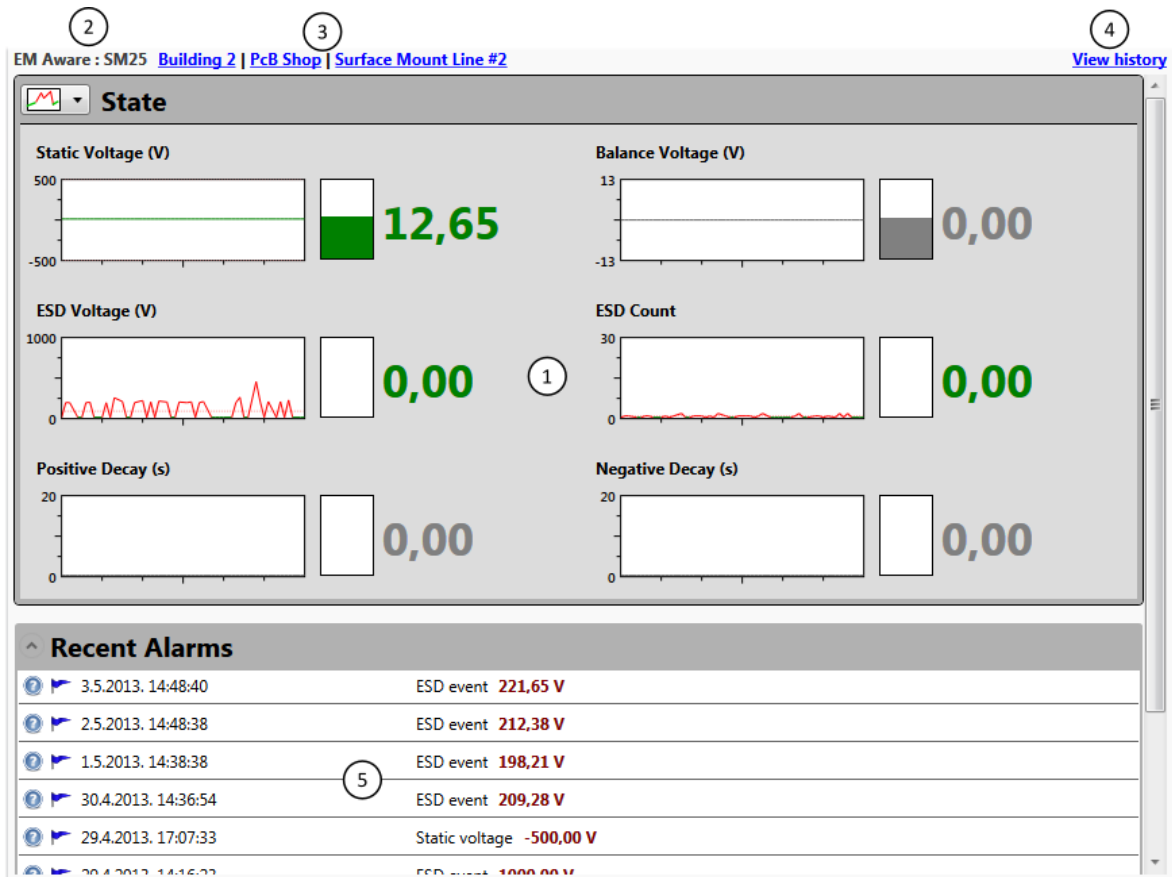 2
3
4
EM Aware : SM25 Building 2 | PcB Shop | Surface Mount Line #2 View history
State
Static Voltage (V) Balance Voltage (V)
500 13
12,65 0,00
-500 -13
ESD Voltage (V) ESD Count
1000 30
0,00 1 0,00
0 0
Positive Decay (s) Negative Decay (s)
20 20
0,00 0,00
0 0
Recent Alarms
3.5.2013. 14:48:40 ESD event 221,65 V
2.5.2013. 14:48:38 ESD event 212,38 V
1.5.2013. 14:38:38 ESD event 198,21 V
5
30.4.2013. 14:36:54 ESD event 209,28 V
29.4.2013. 17:07:33 Static voltage -500,00 V
ESD event 1000,00 V